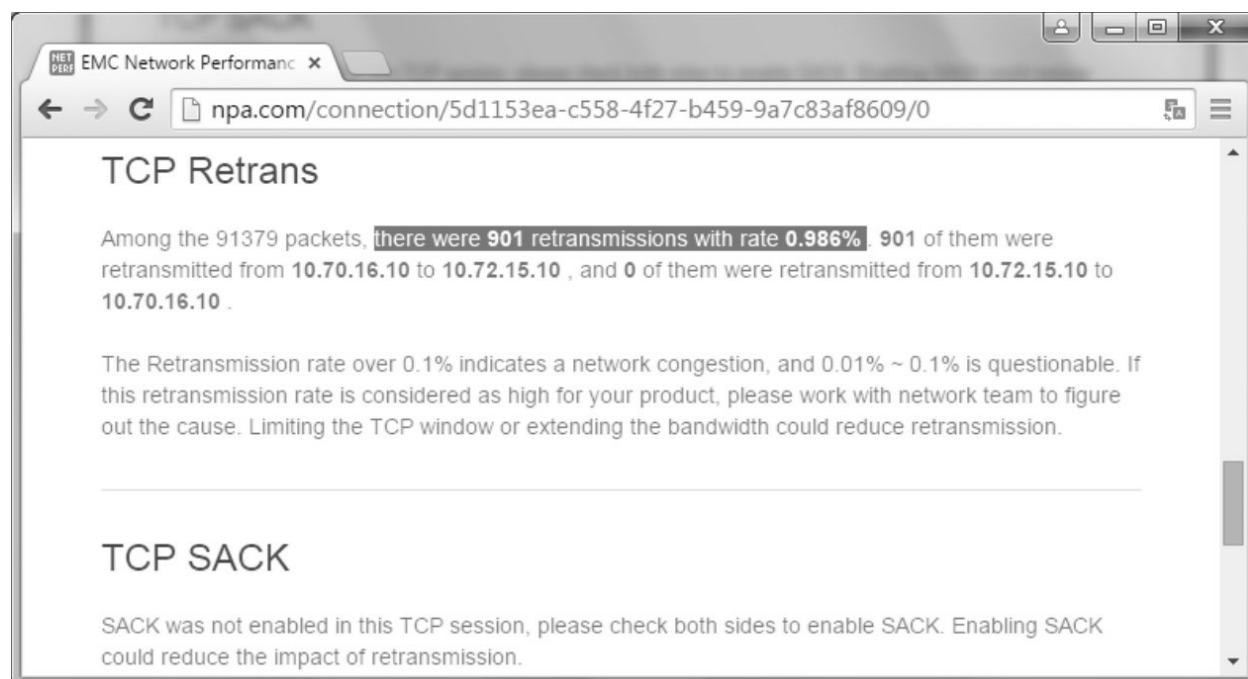 NET
PERF
EMC Network Performanc
npa.com/connection/5d1153ea-c558-4f27-b459-9a7c83af8609/0
TCP Retrans
Among the 91379 packets, there were 901 retransmissions with rate 0.986% . 901 of them were
retransmitted from 10.70.16.10 to 10.72.15.10 , and 0 of them were retransmitted from 10.72.15.10 to
10.70.16.10 .
The Retransmission rate over 0.1% indicates a network congestion, and 0.01% ~ 0.1% is questionable. If
this retransmission rate is considered as high for your product, please work with network team to figure
out the cause. Limiting the TCP window or extending the bandwidth could reduce retransmission.
TCP SACK
SACK was not enabled in this TCP session, please check both sides to enable SACK. Enabling SACK
could reduce the impact of retransmission.